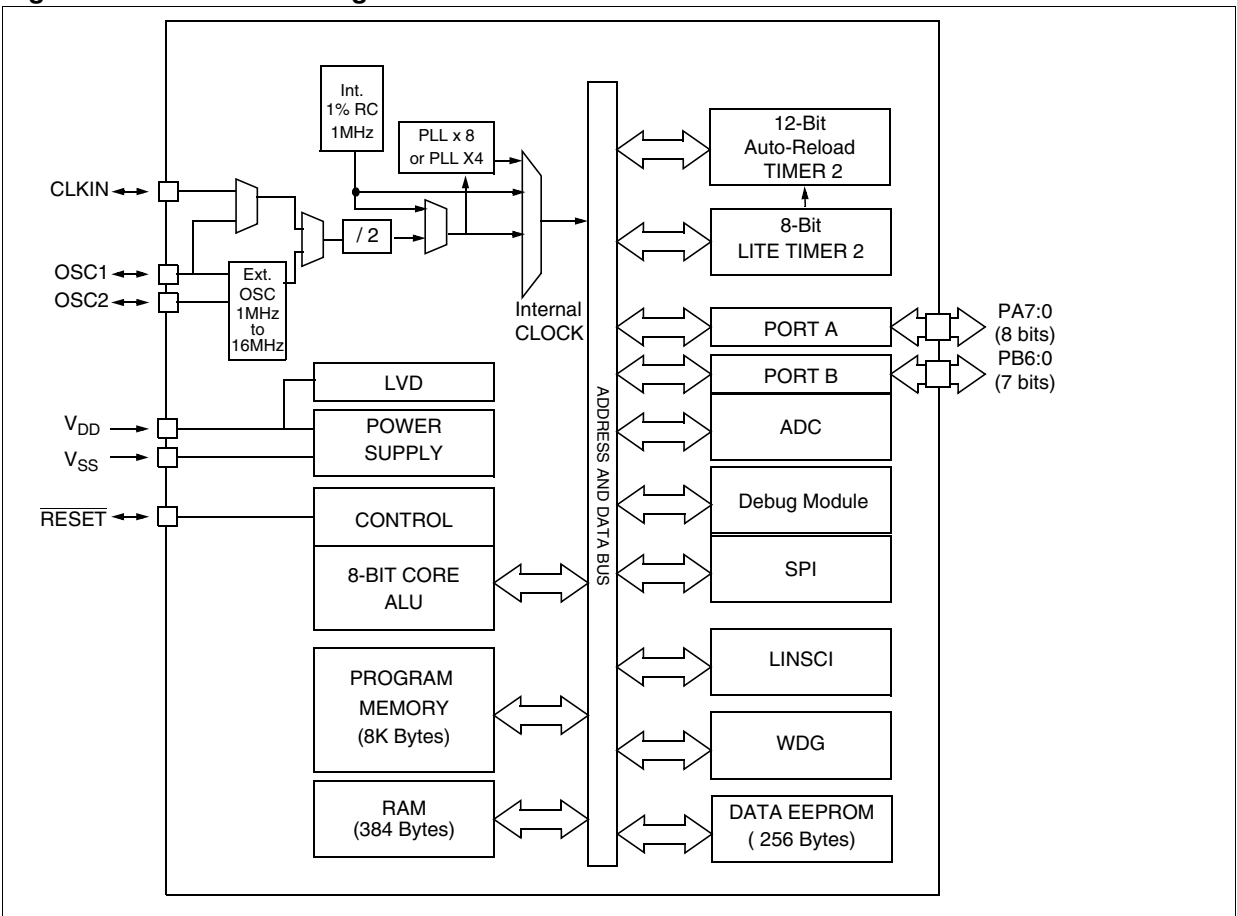 Int.
1% RC
1MHz
PLL x 8
or PLL X4
CLKIN
/ 2
OSC1
OSC2
Ext.
OSC
1MHz
to
16MHz
Internal
CLOCK
LVD
VDD
VSS
POWER
SUPPLY
RESET
CONTROL
8-BIT CORE
ALU
PROGRAM
MEMORY
(8K Bytes)
RAM
(384 Bytes)
ADDRESS AND DATA BUS
12-Bit
Auto-Reload
TIMER 2
8-Bit
LITE TIMER 2
PORT A
PA7:0
(8 bits)
PORT B
PB6:0
(7 bits)
ADC
Debug Module
SPI
LINSCI
WDG
DATA EEPROM
( 256 Bytes)